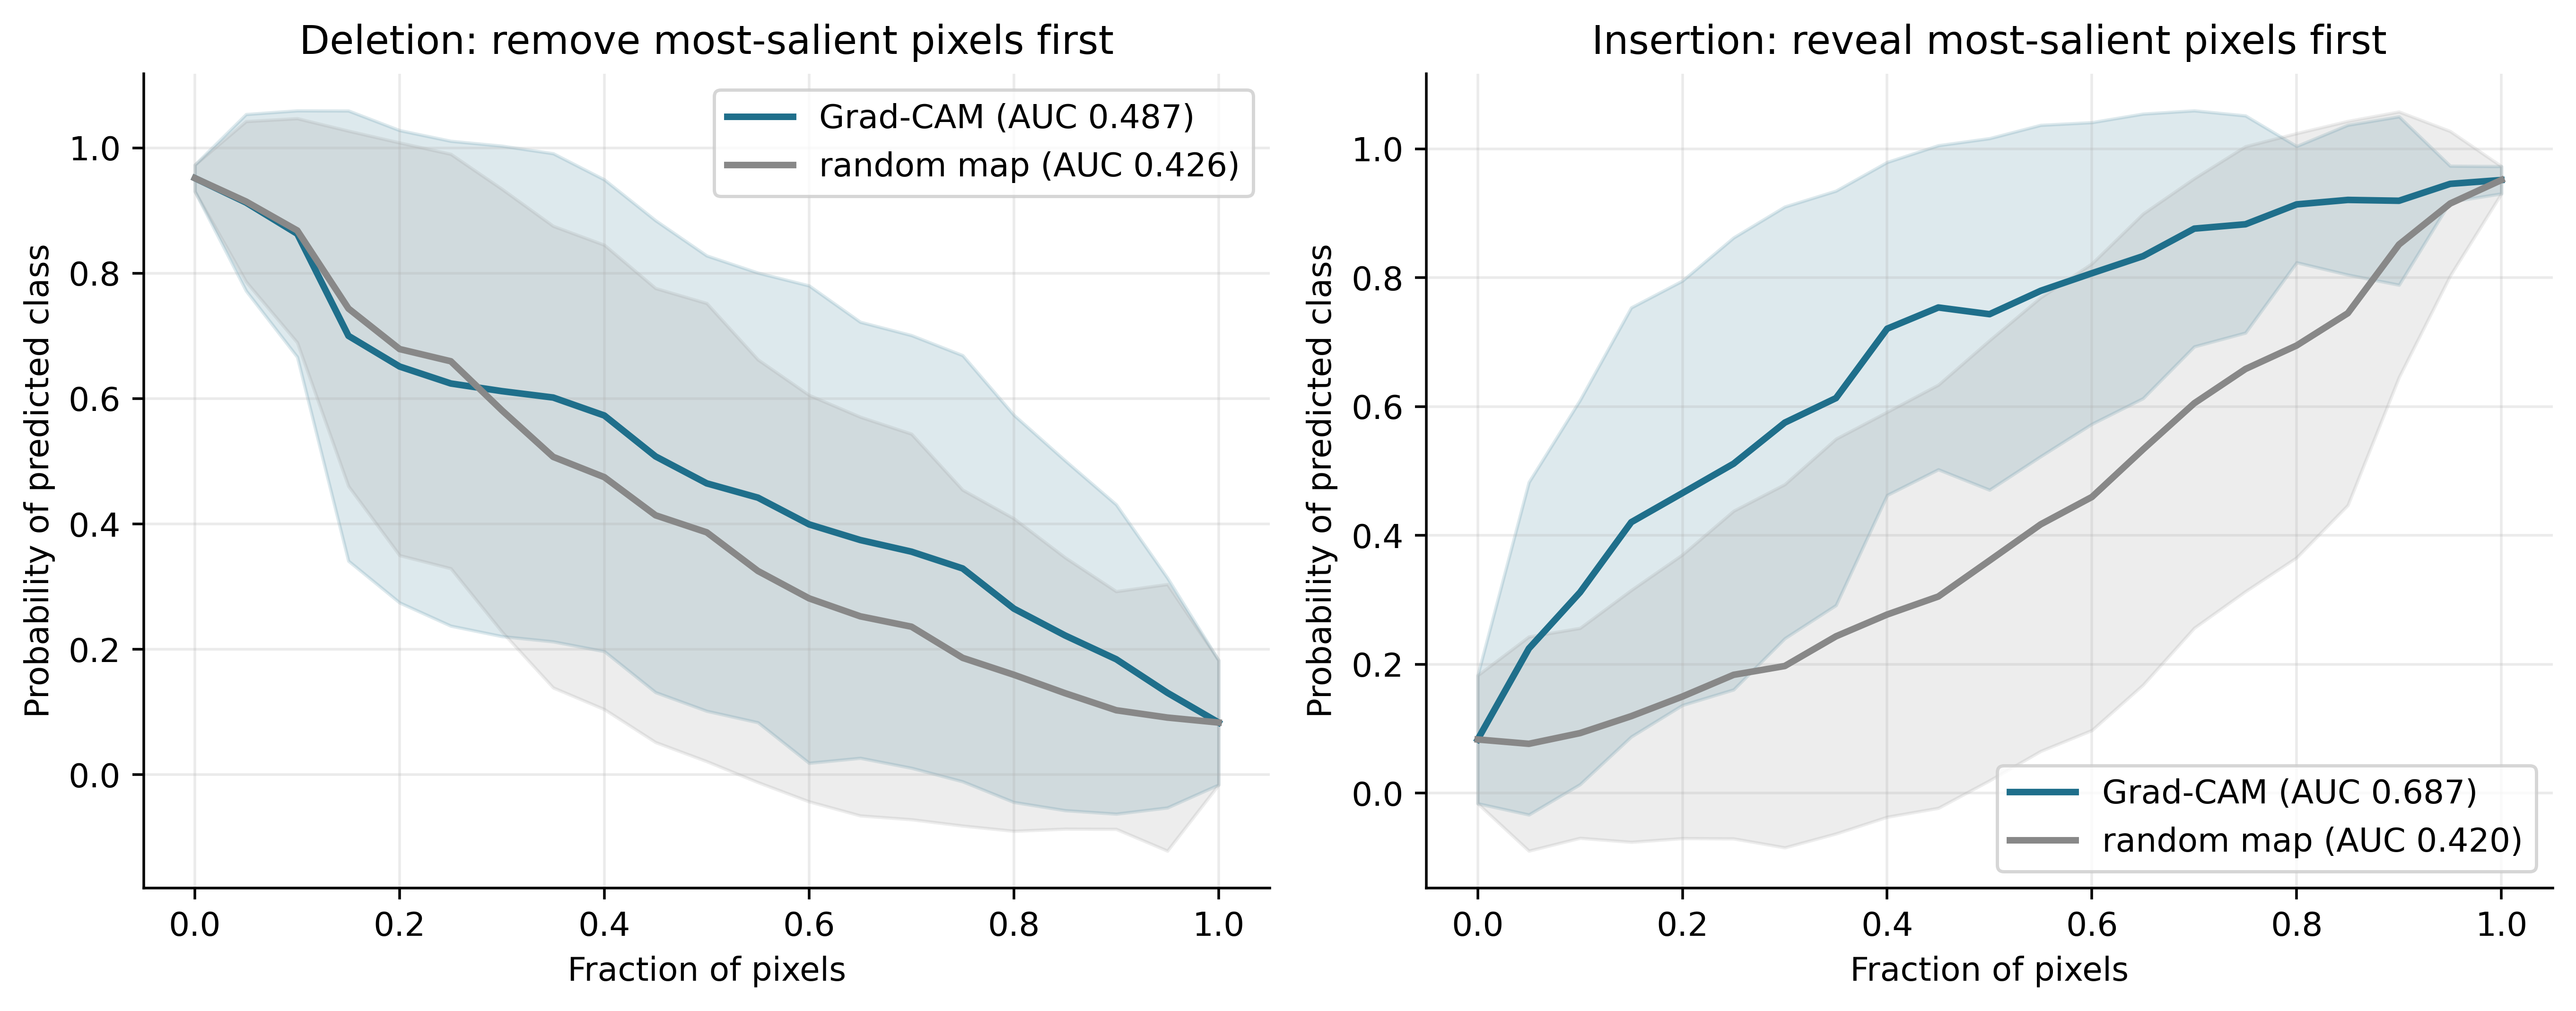 Deletion: remove most-salient pixels first
Grad-CAM (AUC 0.487)
random map (AUC 0.426)
Probability of predicted class
1.0
0.8
0.6
0.4
0.2
0.0
0.0 0.2 0.4 0.6 0.8 1.0
Fraction of pixels
Insertion: reveal most-salient pixels first
Probability of predicted class
1.0
0.8
0.6
0.4
0.2
0.0
Grad-CAM (AUC 0.687)
random map (AUC 0.420)
0.0 0.2 0.4 0.6 0.8 1.0
Fraction of pixels